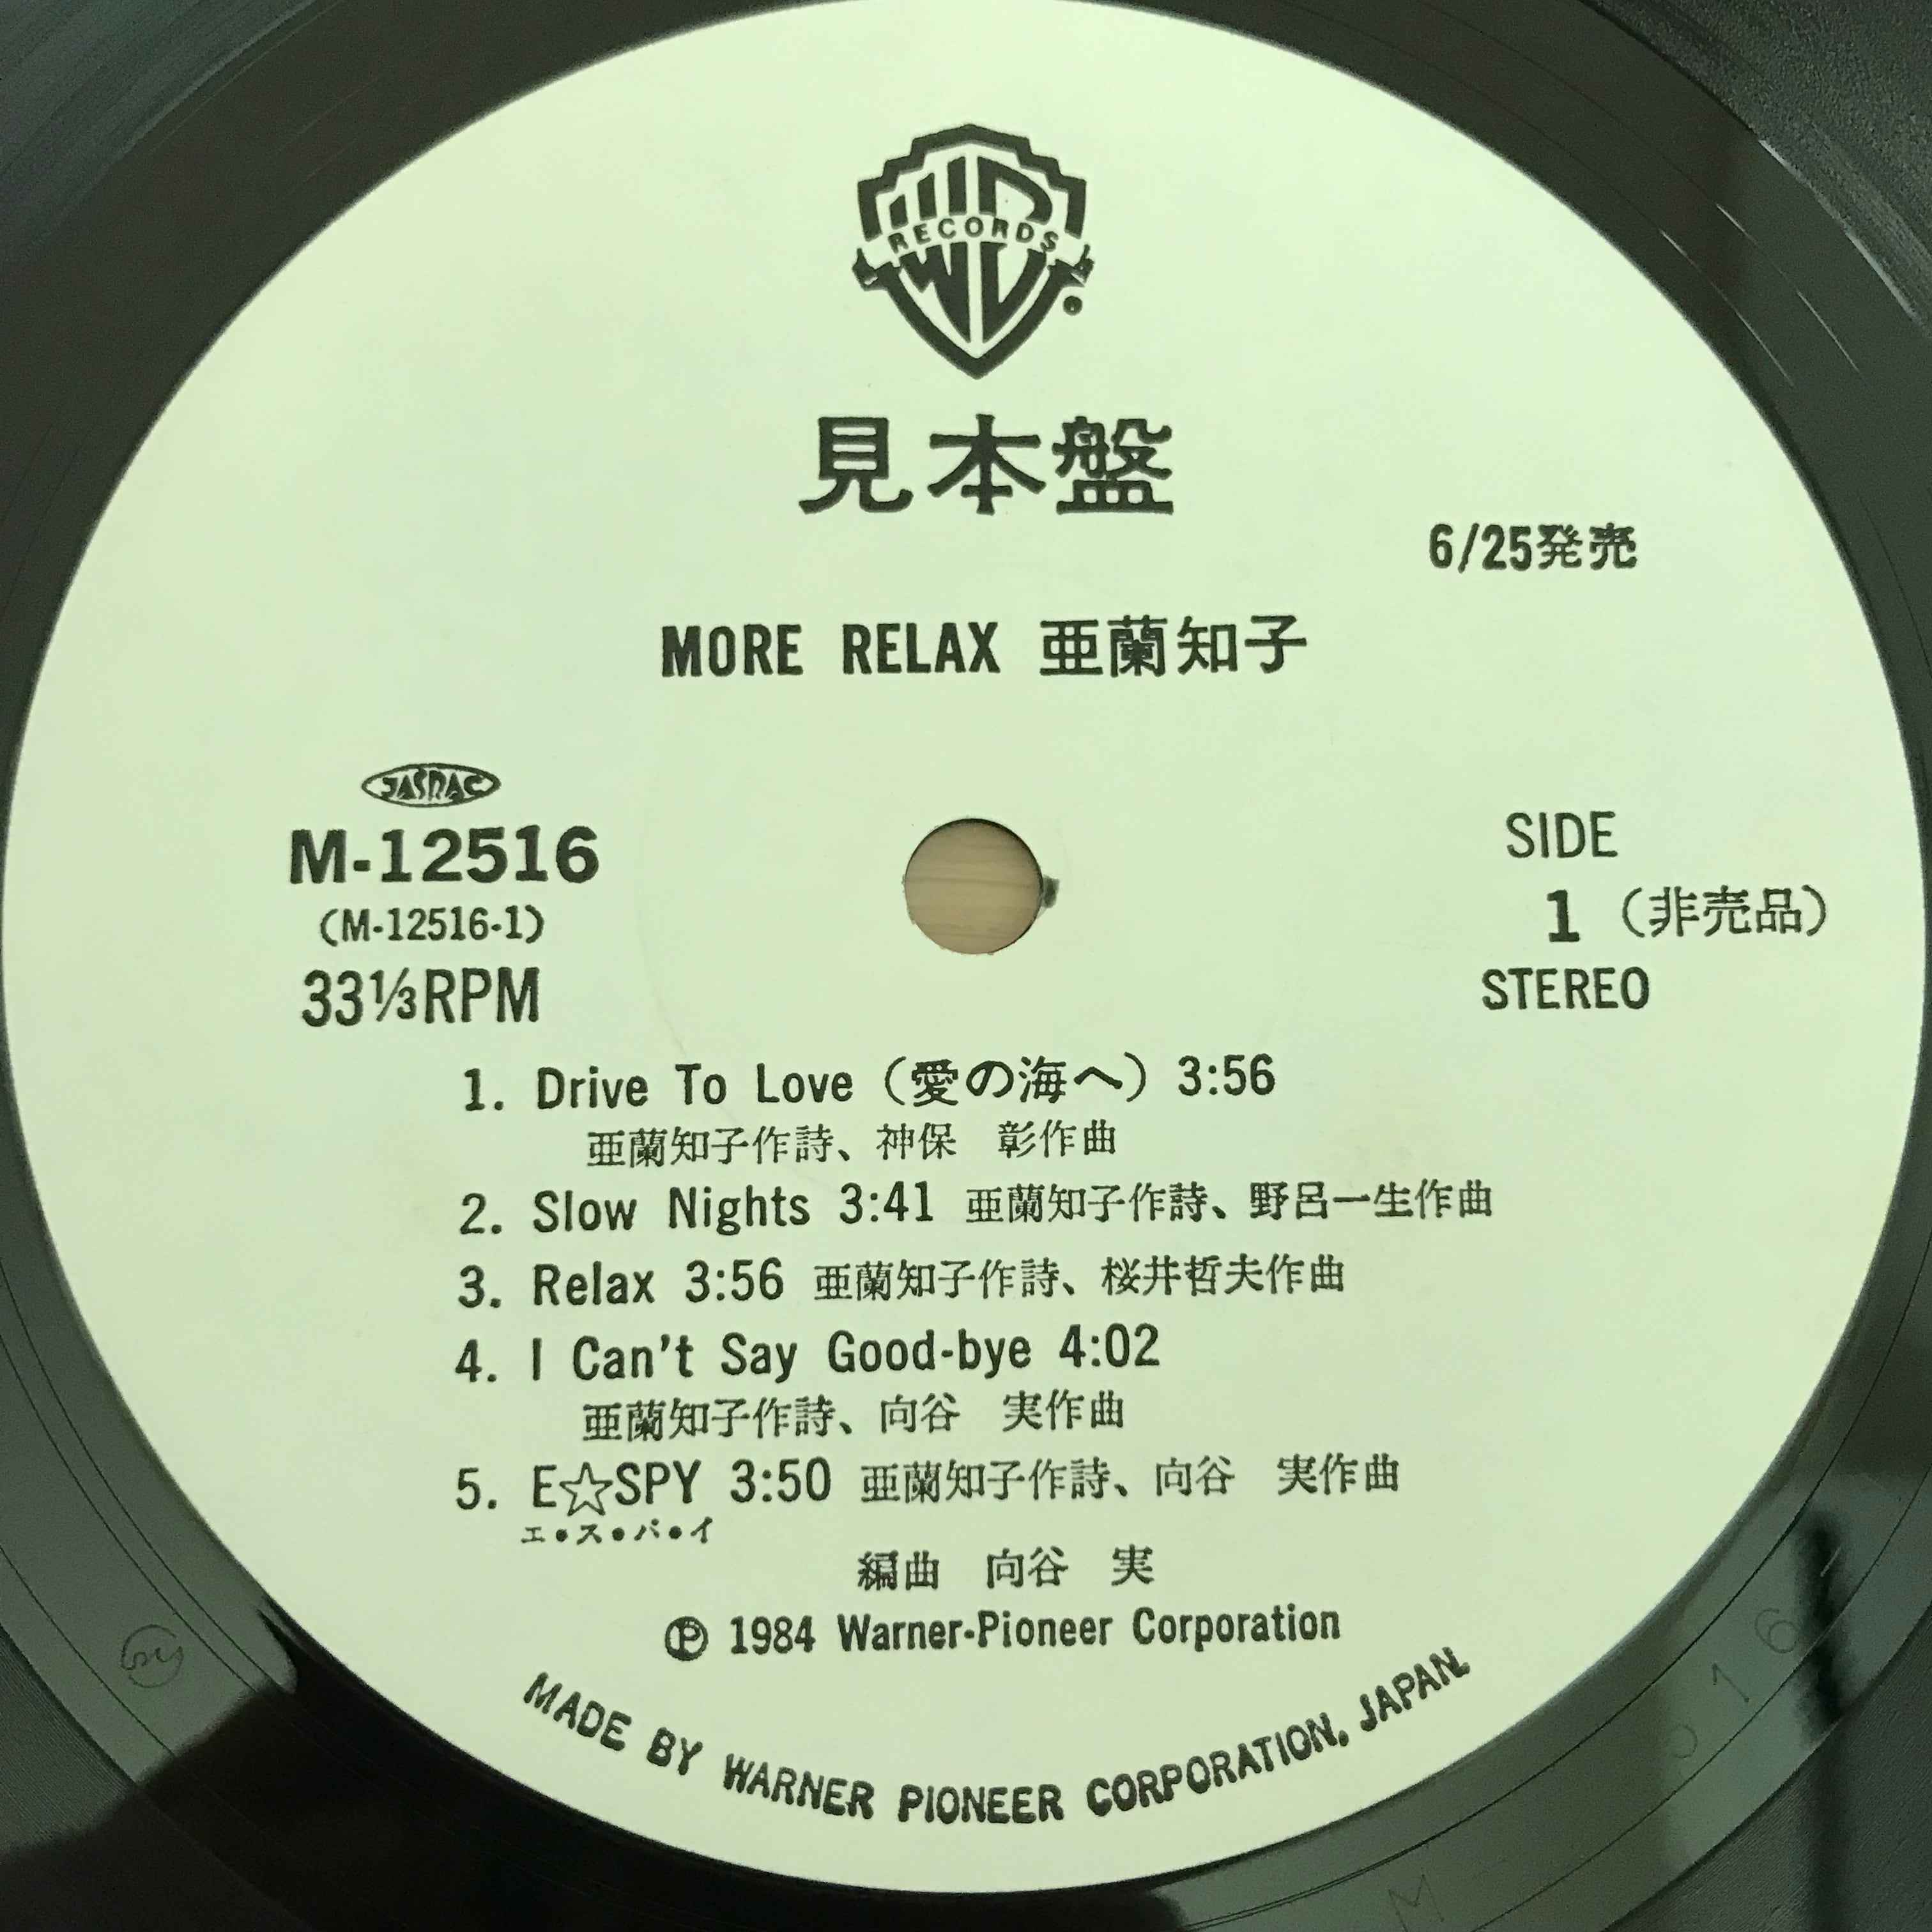 RECORDS
見本盤
6/25発売
MORE RELAX 亜蘭知子
JASRAC
M-12516
(M-12516-1)
33⅓RPM
SIDE
1 (非売品)
STEREO
1. Drive To Love (愛の海へ) 3:56
亜蘭知子作詩、神保 彰作曲
2. Slow Nights 3:41 亜蘭知子作詩、野呂一生作曲
3. Relax 3:56 亜蘭知子作詩、桜井哲夫作曲
4. I Can't Say Good-bye 4:02
亜蘭知子作詩、向谷 実作曲
5. E☆SPY 3:50 亜蘭知子作詩、向谷 実作曲
エ・ス・パ・イ
編曲 向谷 実
Ⓟ 1984 Warner-Pioneer Corporation
MADE BY WARNER PIONEER CORPORATION, JAPAN.